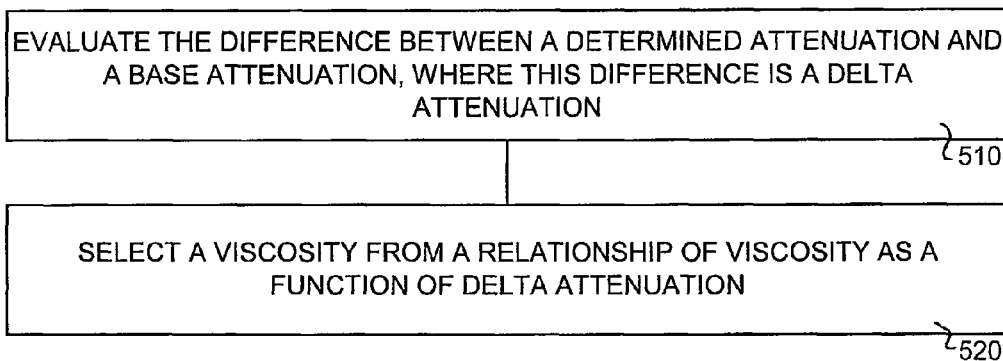 EVALUATE THE DIFFERENCE BETWEEN A DETERMINED ATTENUATION AND
A BASE ATTENUATION, WHERE THIS DIFFERENCE IS A DELTA
ATTENUATION
510
SELECT A VISCOSITY FROM A RELATIONSHIP OF VISCOSITY AS A
FUNCTION OF DELTA ATTENUATION
520